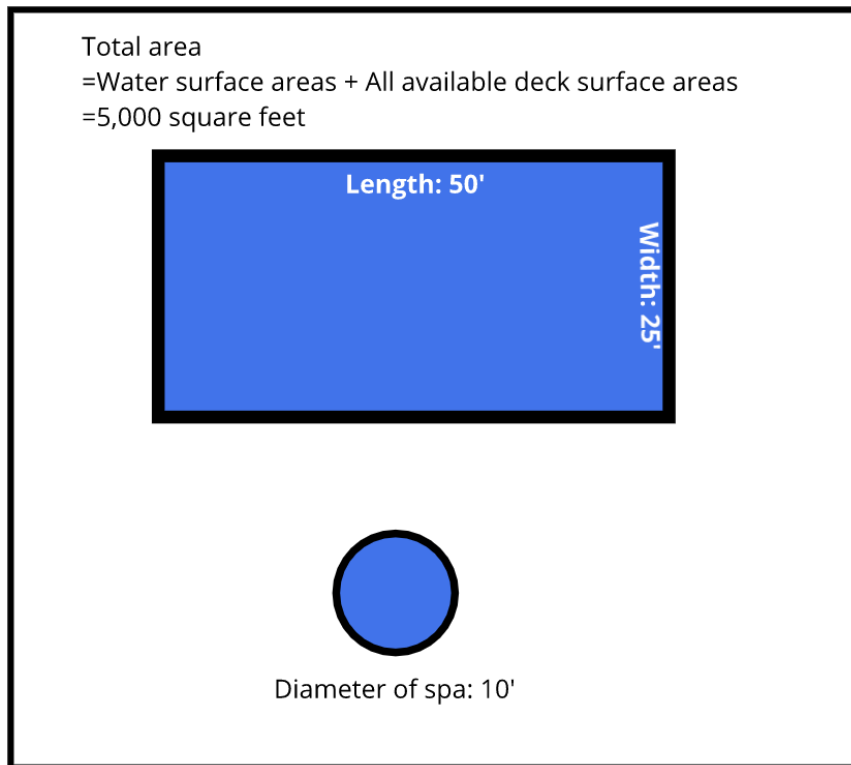 Total area
=Water surface areas + All available deck surface areas
=5,000 square feet
Length: 50'
Width: 25'
Diameter of spa: 10'